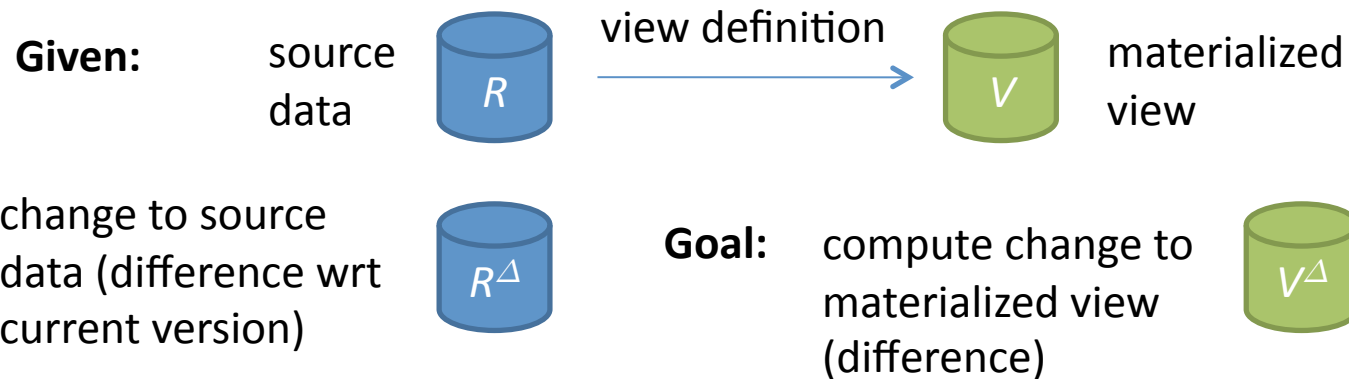 Given:
source
data
R
view definition
V
materialized
view
change to source
data (difference wrt
current version)
R^Δ
Goal:
compute change to
materialized view
(difference)
V^Δ